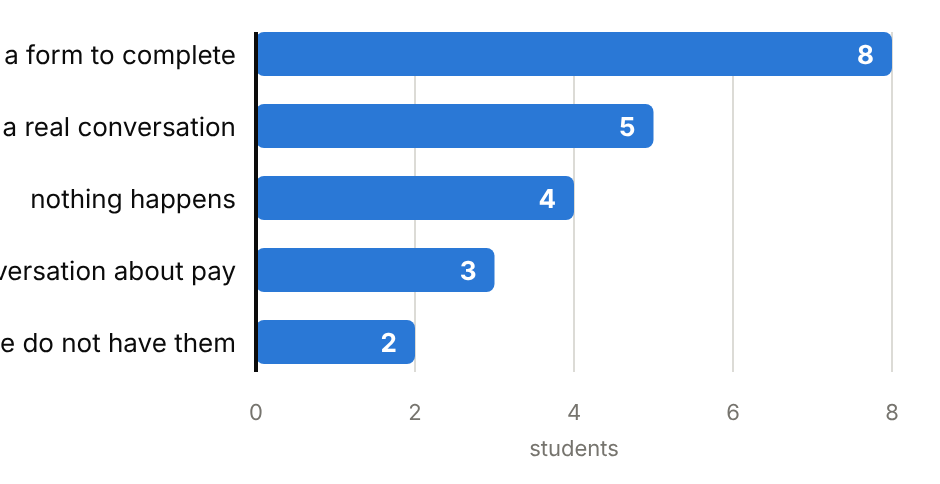 a form to complete
8
a real conversation
5
nothing happens
4
about pay
3
do not have them
2
0 2 4 6 8
students